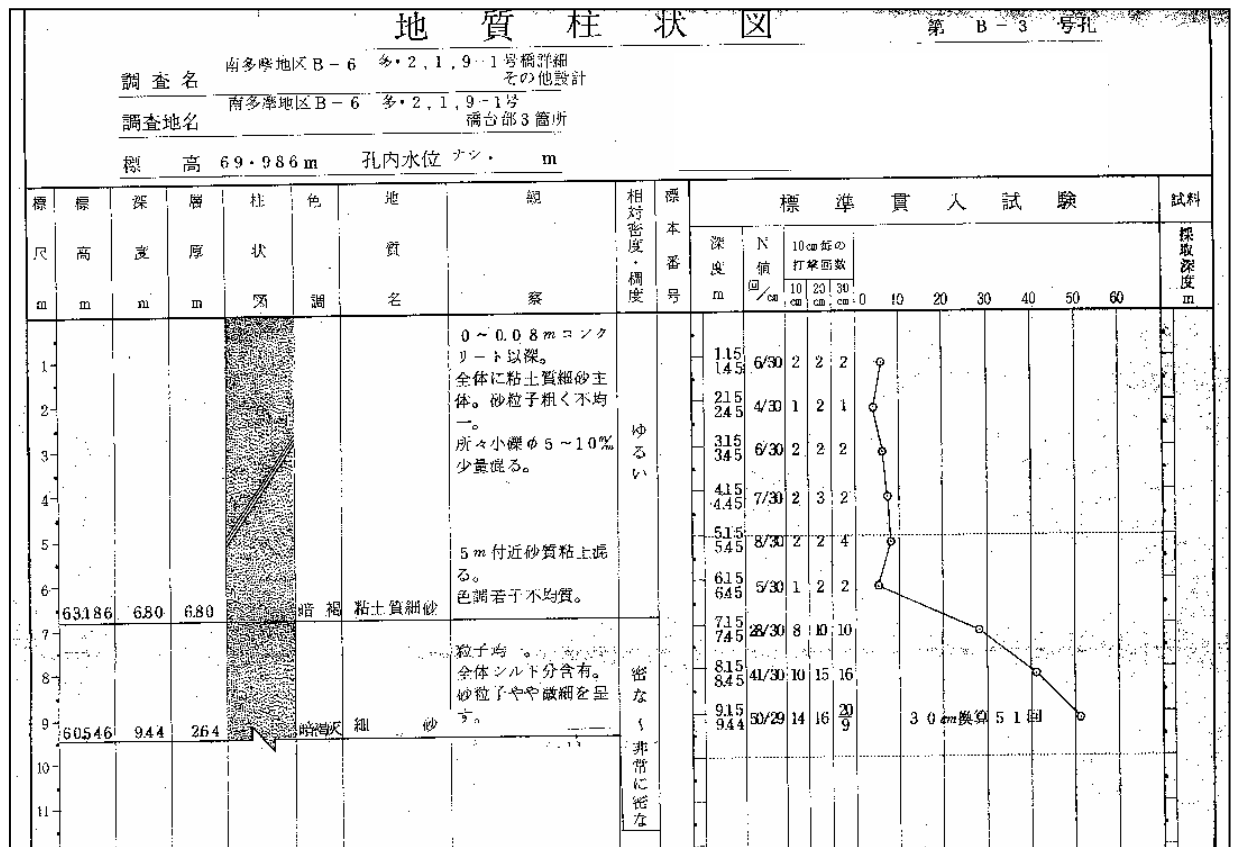 地質柱状図
第 B－3 号孔
調査名 南多摩地区B－6 多・2，1，9－1号橋詳細
その他設計
調査地名 南多摩地区B－6 多・2，1，9－1号
橋台部3箇所
標高 69・986m 孔内水位 ナシ・ m
標尺 m
標高 m
深度 m
層厚 m
柱状図
色調
地質名
観察
相対密度・稠度
標本番号
標準貫入試験
深度 m
N値 回/cm
10cm毎の打撃回数
10cm 20cm 30cm
0 10 20 30 40 50 60
試料
採取深度 m
0～0.08mコンク
リート以深。
全体に粘土質細砂主
体。砂粒子粗く不均
一。
所々小礫φ5～10%
少量混る。
5m付近砂質粘土混
る。
色調若干不均質。
ゆるい
63.186 6.80 6.80 暗褐 粘土質細砂
粒子均一。
全体シルト分含有。
砂粒子やや微細を呈
す。
60.546 9.44 2.64 暗褐灰 細砂
密な～非常に密な
1
2
3
4
5
6
7
8
9
10
11
1.15 1.45 6/30 2 2 2
2.15 2.45 4/30 1 2 1
3.15 3.45 6/30 2 2 2
4.15 4.45 7/30 2 3 2
5.15 5.45 8/30 2 2 4
6.15 6.45 5/30 1 2 2
7.15 7.45 28/30 8 10 10
8.15 8.45 41/30 10 15 16
9.15 9.44 50/29 14 16 20/9 30cm換算51回